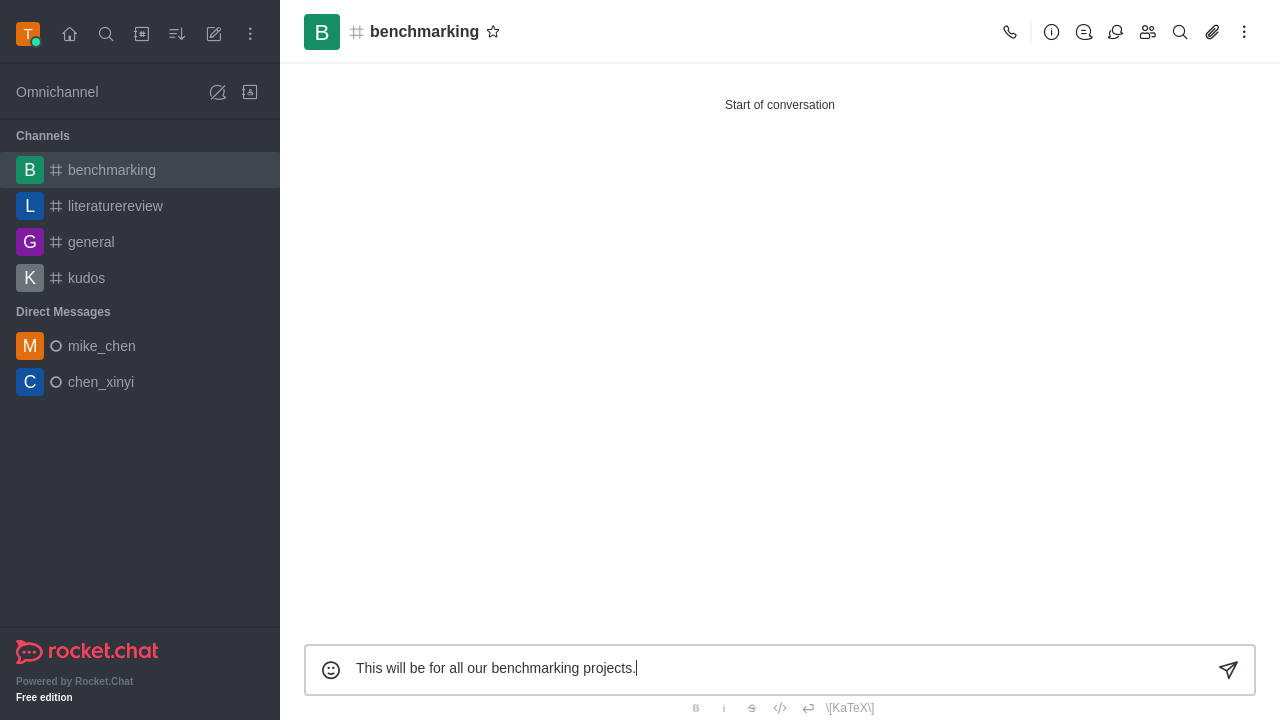 T
Omnichannel
Channels
B benchmarking
L literaturereview
G general
K kudos
Direct Messages
M mike_chen
C chen_xinyi
rocket.chat
Powered by Rocket.Chat
Free edition
B benchmarking
Start of conversation
This will be for all our benchmarking projects.
B i S \[KaTeX\]